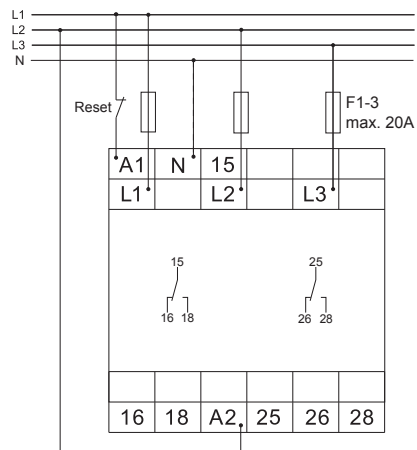 L1
L2
L3
N
Reset
F1-3
max. 20A
A1 N 15
L1 L2 L3
15 25
16 18 26 28
16 18 A2 25 26 28